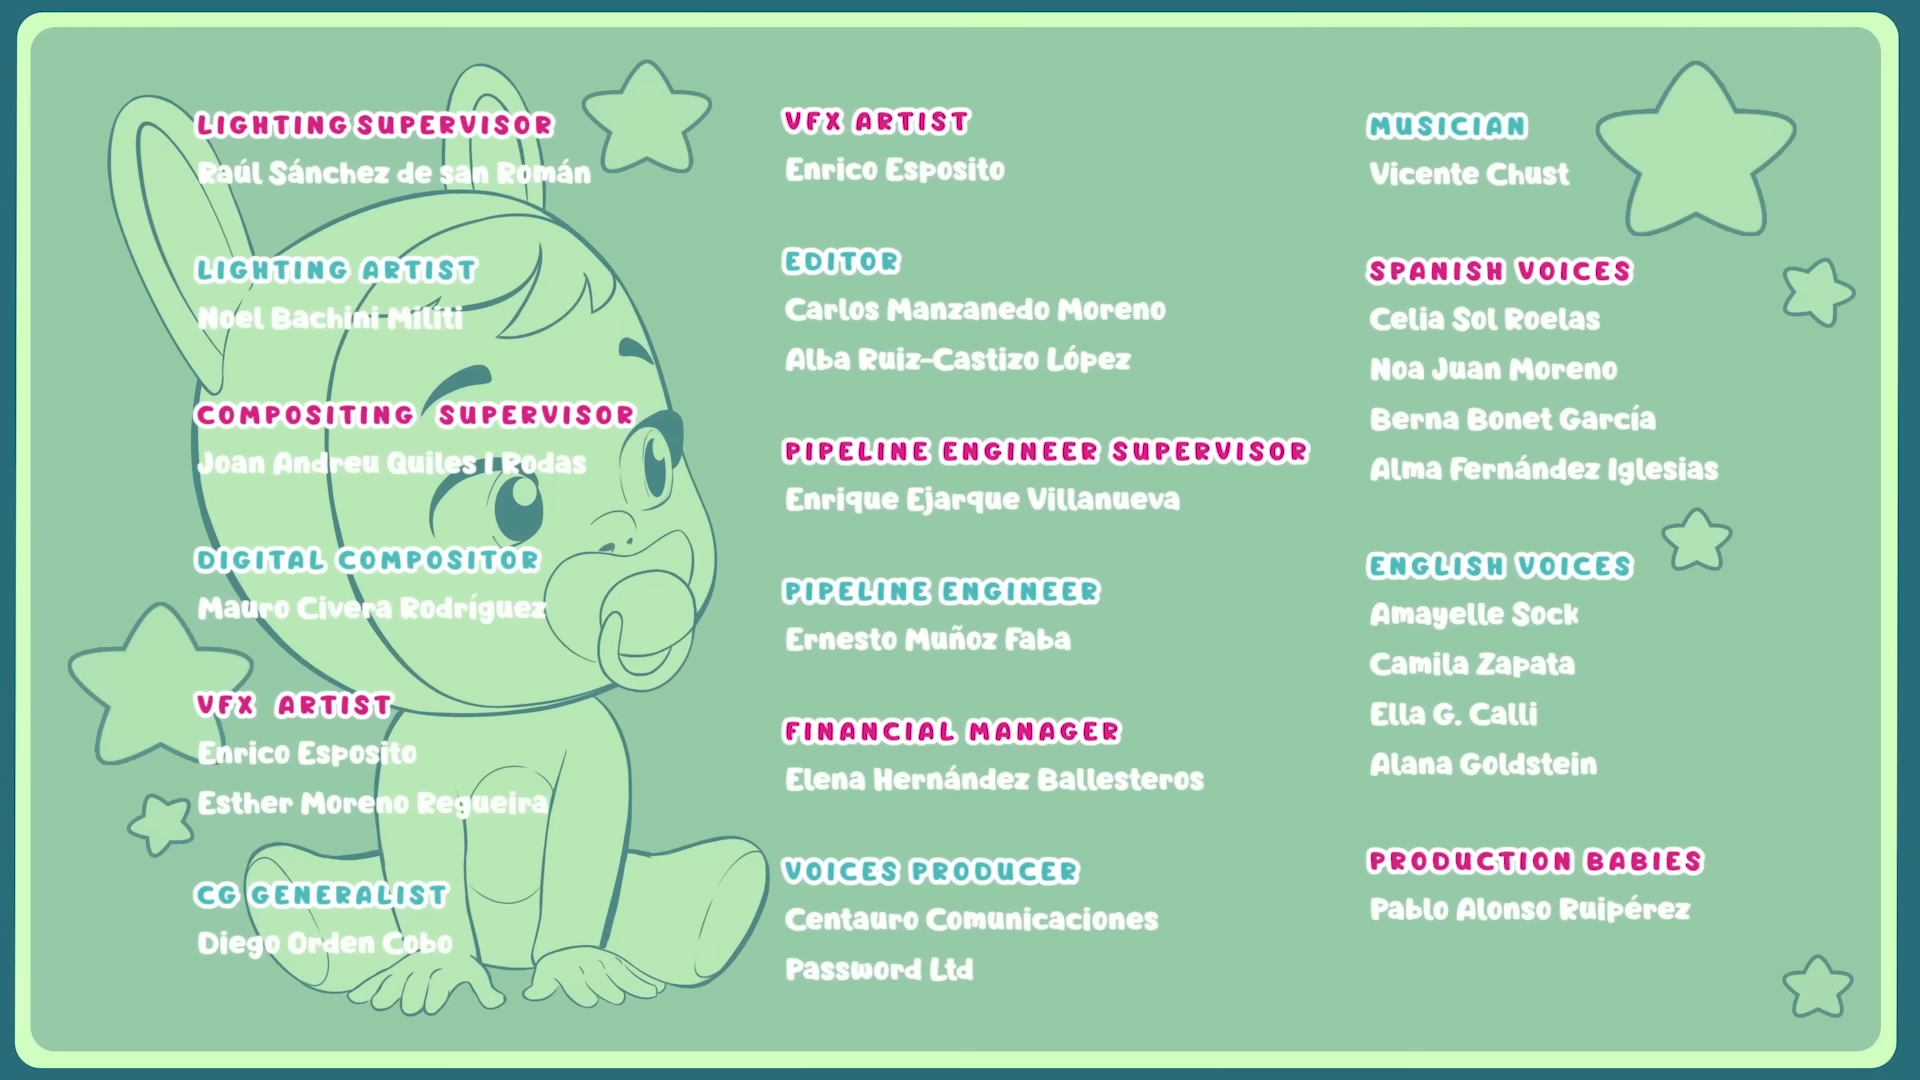 LIGHTING SUPERVISOR
Raúl Sánchez de san Román
LIGHTING ARTIST
Noel Bachini Militi
COMPOSITING SUPERVISOR
Joan Andreu Quiles I Rodas
DIGITAL COMPOSITOR
Mauro Civera Rodríguez
VFX ARTIST
Enrico Esposito
Esther Moreno Regueira
CG GENERALIST
Diego Orden Cobo
VFX ARTIST
Enrico Esposito
EDITOR
Carlos Manzanedo Moreno
Alba Ruiz-Castizo López
PIPELINE ENGINEER SUPERVISOR
Enrique Ejarque Villanueva
PIPELINE ENGINEER
Ernesto Muñoz Faba
FINANCIAL MANAGER
Elena Hernández Ballesteros
VOICES PRODUCER
Centauro Comunicaciones
Password Ltd
MUSICIAN
Vicente Chust
SPANISH VOICES
Celia Sol Roelas
Noa Juan Moreno
Berna Bonet García
Alma Fernández Iglesias
ENGLISH VOICES
Amayelle Sock
Camila Zapata
Ella G. Calli
Alana Goldstein
PRODUCTION BABIES
Pablo Alonso Ruipérez